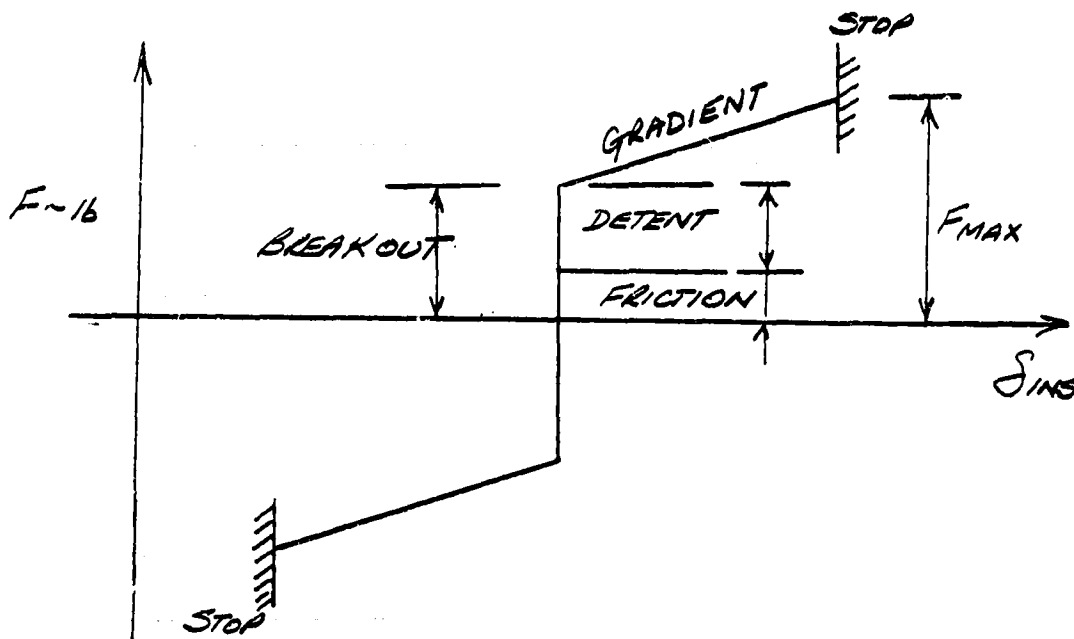 STOP
GRADIENT
F~lb
BREAKOUT
DETENT
FMAX
FRICTION
δINS
STOP